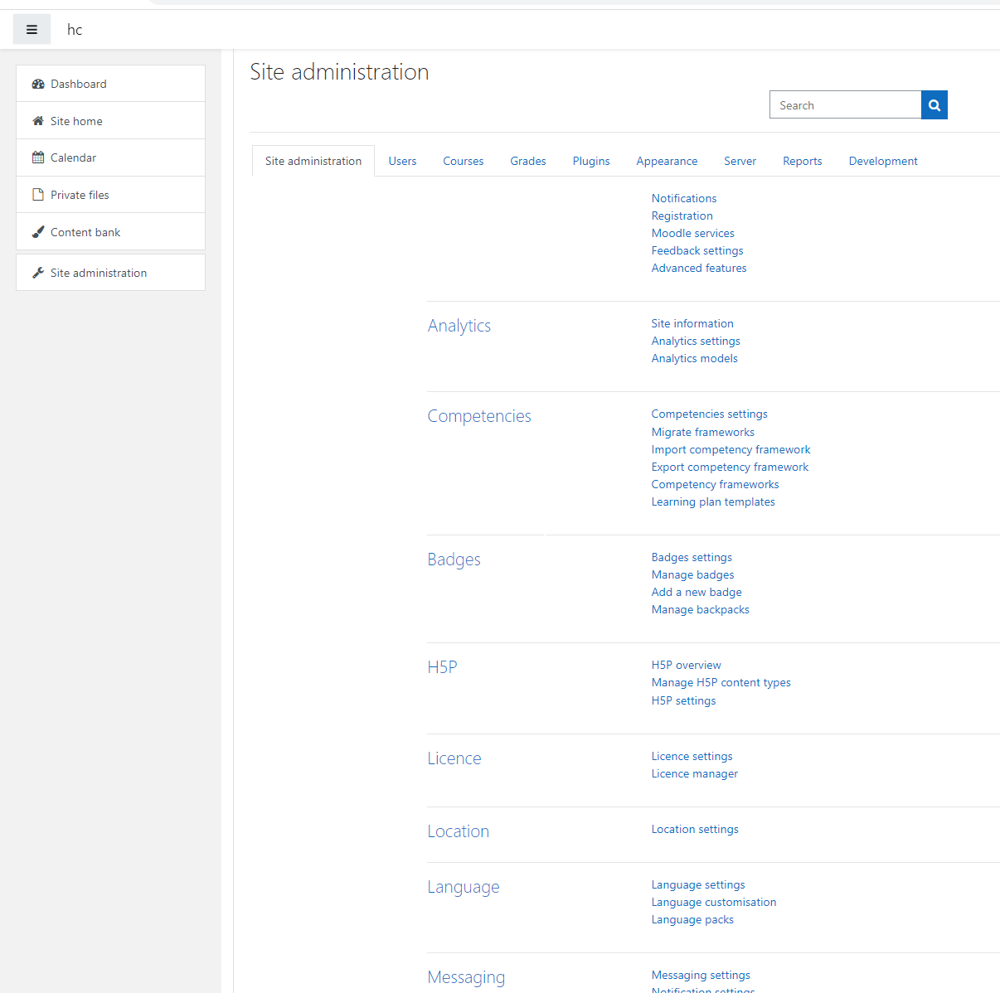 hc
Dashboard
Site home
Calendar
Private files
Content bank
Site administration
Site administration
Search
Site administration Users Courses Grades Plugins Appearance Server Reports Development
Notifications
Registration
Moodle services
Feedback settings
Advanced features
Analytics
Site information
Analytics settings
Analytics models
Competencies
Competencies settings
Migrate frameworks
Import competency framework
Export competency framework
Competency frameworks
Learning plan templates
Badges
Badges settings
Manage badges
Add a new badge
Manage backpacks
H5P
H5P overview
Manage H5P content types
H5P settings
Licence
Licence settings
Licence manager
Location
Location settings
Language
Language settings
Language customisation
Language packs
Messaging
Messaging settings
Notification settings